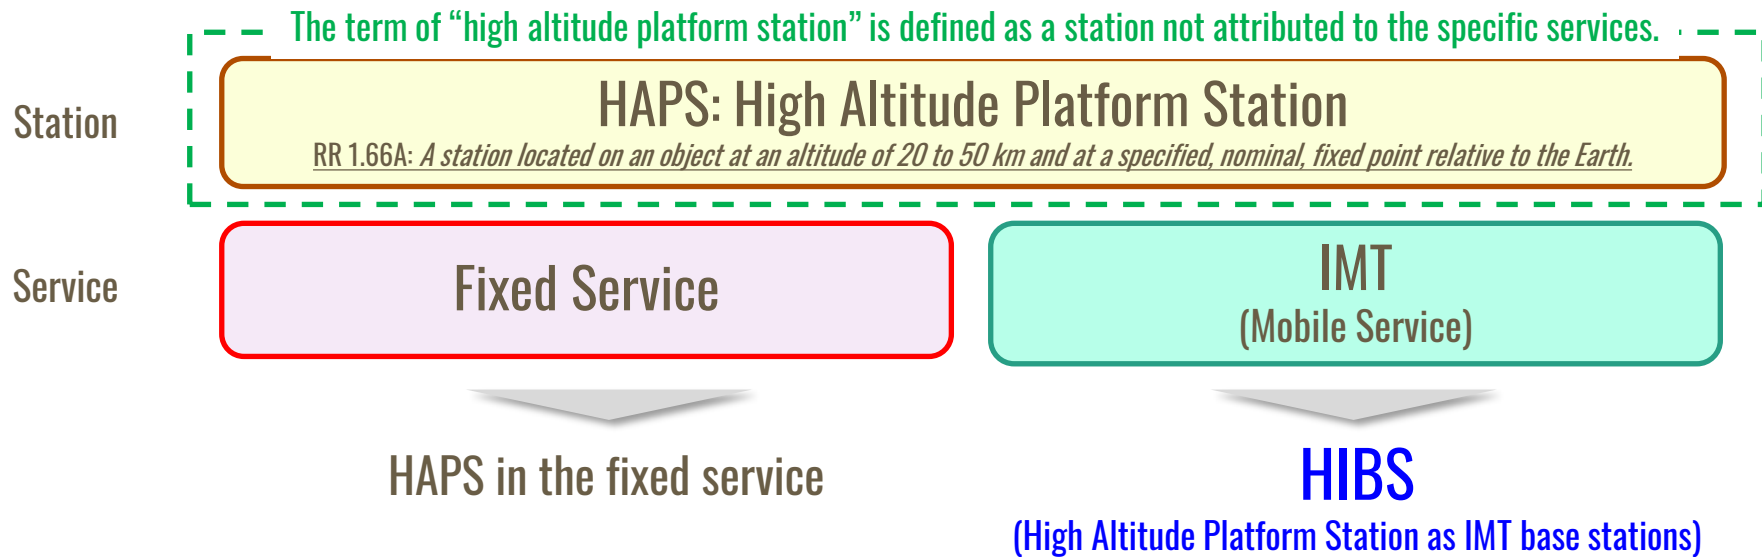 The term of “high altitude platform station” is defined as a station not attributed to the specific services.
Station
HAPS: High Altitude Platform Station
RR 1.66A: A station located on an object at an altitude of 20 to 50 km and at a specified, nominal, fixed point relative to the Earth.
Service
Fixed Service
IMT
(Mobile Service)
HAPS in the fixed service
HIBS
(High Altitude Platform Station as IMT base stations)